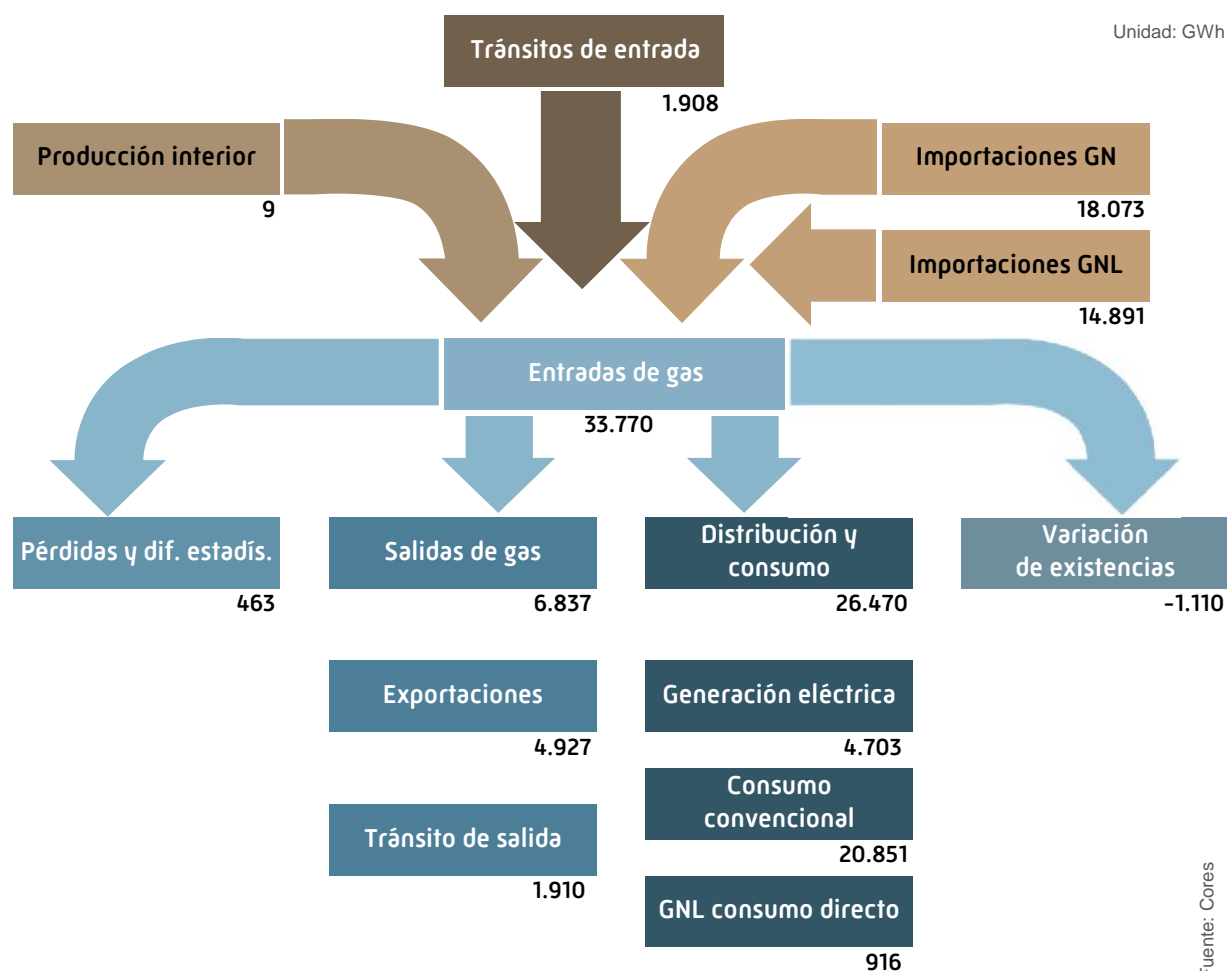 Unidad: GWh
Tránsitos de entrada
1.908
Producción interior
9
Importaciones GN
18.073
Importaciones GNL
14.891
Entradas de gas
33.770
Pérdidas y dif. estadís.
463
Salidas de gas
6.837
Distribución y
consumo
26.470
Variación
de existencias
-1.110
Exportaciones
4.927
Tránsito de salida
1.910
Generación eléctrica
4.703
Consumo
convencional
20.851
GNL consumo directo
916
Fuente: Cores